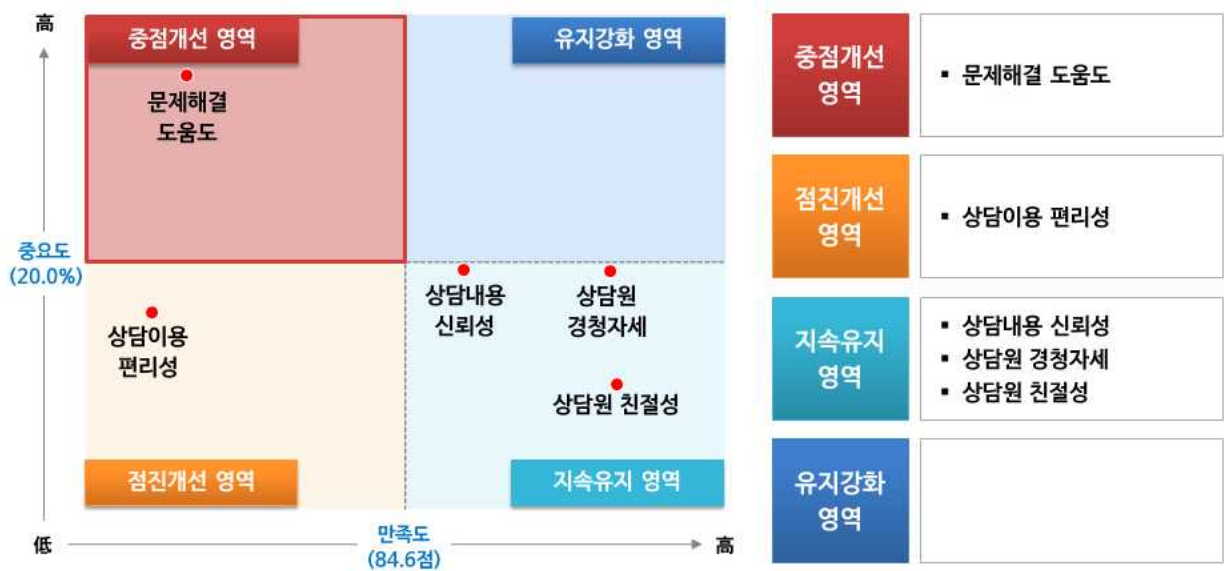 高
중점개선 영역
유지강화 영역
문제해결
도움도
중요도
(20.0%)
상담내용
신뢰성
상담원
경청자세
상담이용
편리성
상담원 친절성
점진개선 영역
지속유지 영역
低
만족도
(84.6점)
高
중점개선
영역
▪ 문제해결 도움도
점진개선
영역
▪ 상담이용 편리성
지속유지
영역
▪ 상담내용 신뢰성
▪ 상담원 경청자세
▪ 상담원 친절성
유지강화
영역